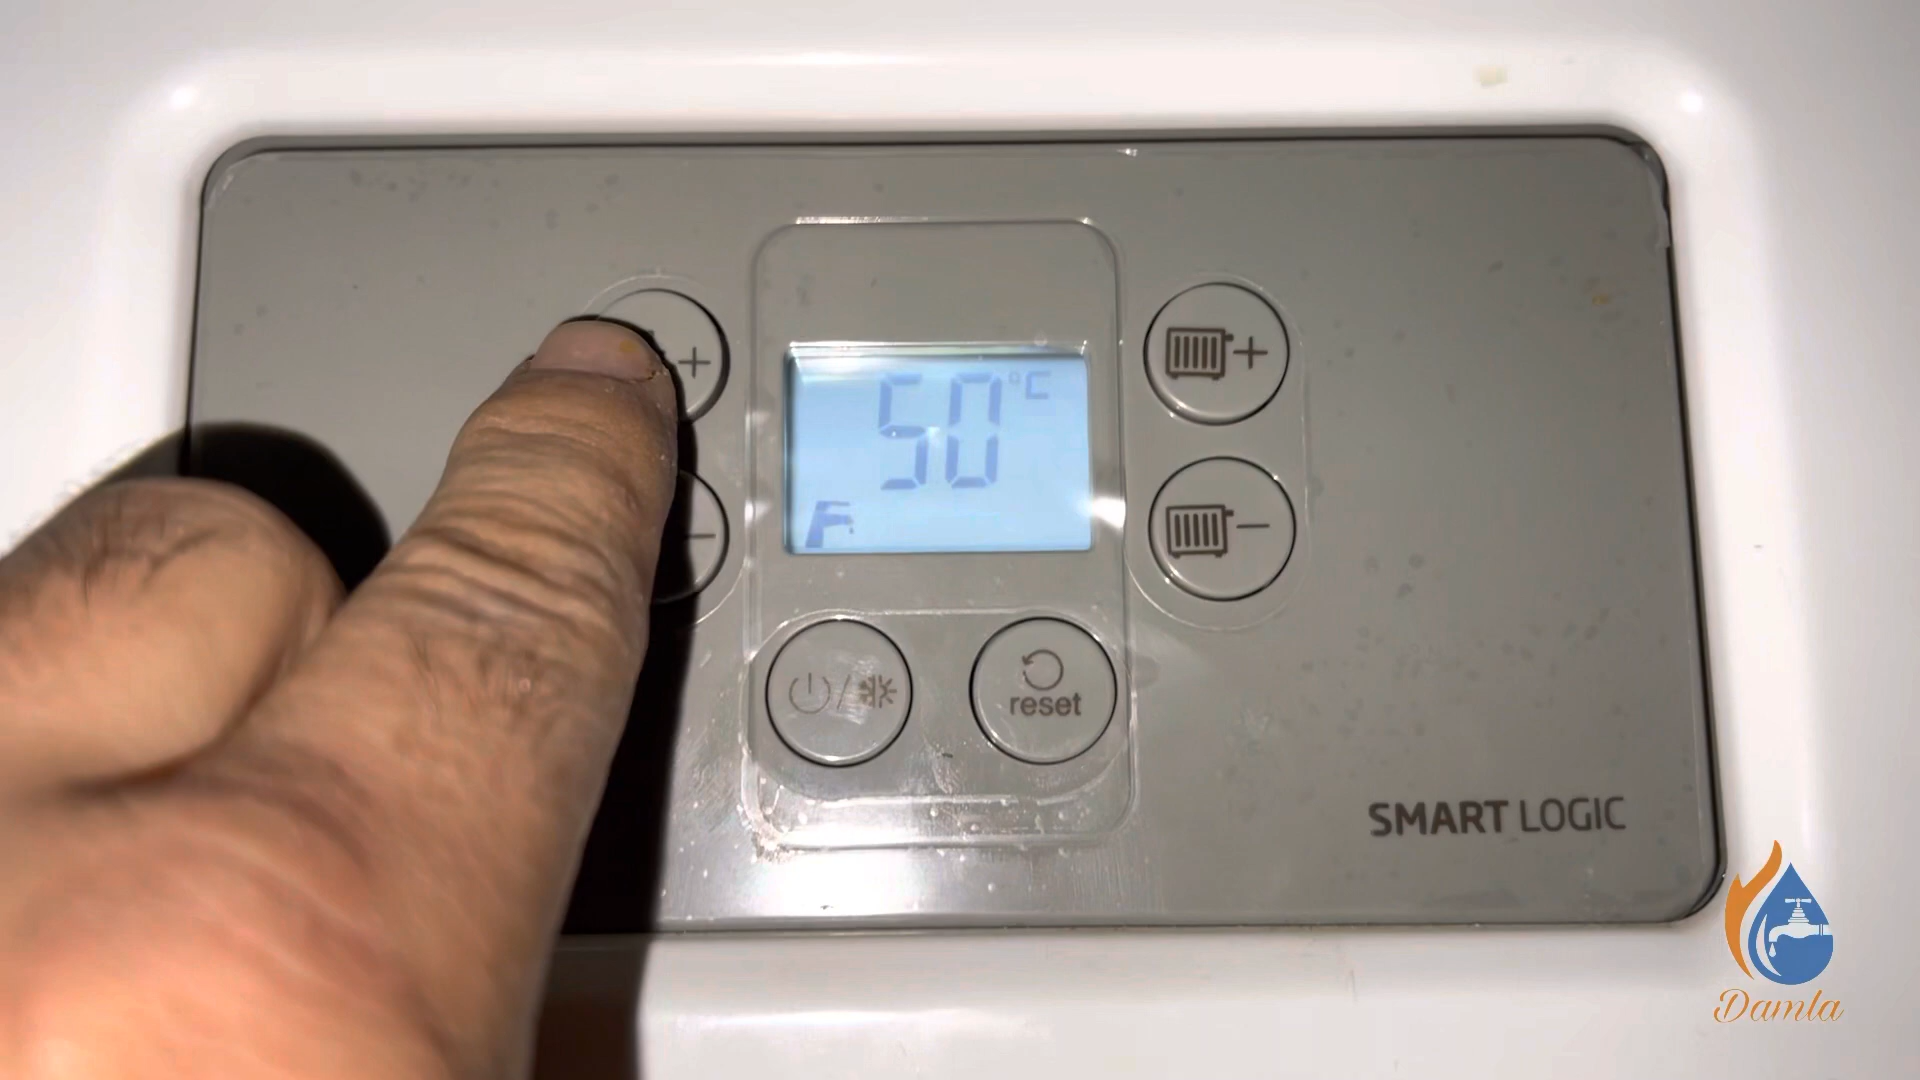 +
+
50°C
-
-
reset
SMART LOGIC
Damla